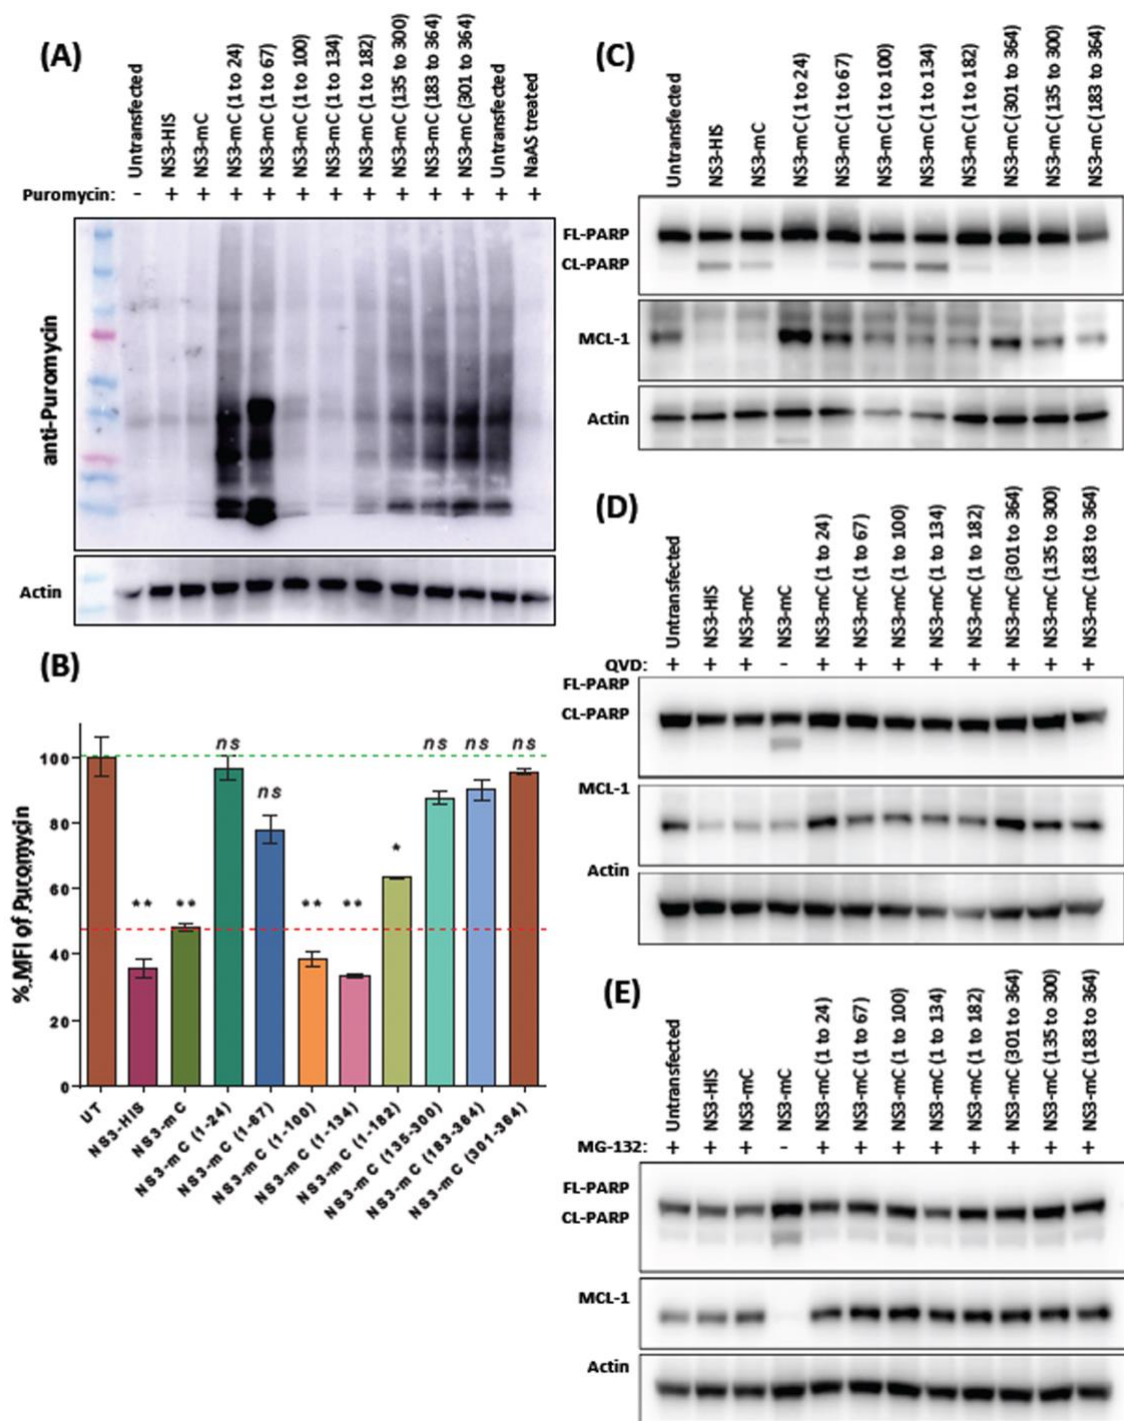 (A)
Untransfected
NS3-HIS
NS3-mC
NS3-mC (1 to 24)
NS3-mC (1 to 67)
NS3-mC (1 to 100)
NS3-mC (1 to 134)
NS3-mC (1 to 182)
NS3-mC (135 to 300)
NS3-mC (183 to 364)
NS3-mC (301 to 364)
Untransfected
NaAS treated
Puromycin: - + + + + + + + + + + + +
anti-Puromycin
Actin
(B)
% MFI of Puromycin
100
80
60
40
20
0
** ** ns ns ** ** * ns ns ns
UT
NS3-HIS
NS3-mC
NS3-mC (1-24)
NS3-mC (1-67)
NS3-mC (1-100)
NS3-mC (1-134)
NS3-mC (1-182)
NS3-mC (135-300)
NS3-mC (183-364)
NS3-mC (301-364)
(C)
Untransfected
NS3-HIS
NS3-mC
NS3-mC (1 to 24)
NS3-mC (1 to 67)
NS3-mC (1 to 100)
NS3-mC (1 to 134)
NS3-mC (1 to 182)
NS3-mC (301 to 364)
NS3-mC (135 to 300)
NS3-mC (183 to 364)
FL-PARP
CL-PARP
MCL-1
Actin
(D)
Untransfected
NS3-HIS
NS3-mC
NS3-mC
NS3-mC (1 to 24)
NS3-mC (1 to 67)
NS3-mC (1 to 100)
NS3-mC (1 to 134)
NS3-mC (1 to 182)
NS3-mC (301 to 364)
NS3-mC (135 to 300)
NS3-mC (183 to 364)
QVD: + + + - + + + + + + + +
FL-PARP
CL-PARP
MCL-1
Actin
(E)
Untransfected
NS3-HIS
NS3-mC
NS3-mC
NS3-mC (1 to 24)
NS3-mC (1 to 67)
NS3-mC (1 to 100)
NS3-mC (1 to 134)
NS3-mC (1 to 182)
NS3-mC (301 to 364)
NS3-mC (135 to 300)
NS3-mC (183 to 364)
MG-132: + + + - + + + + + + + +
FL-PARP
CL-PARP
MCL-1
Actin